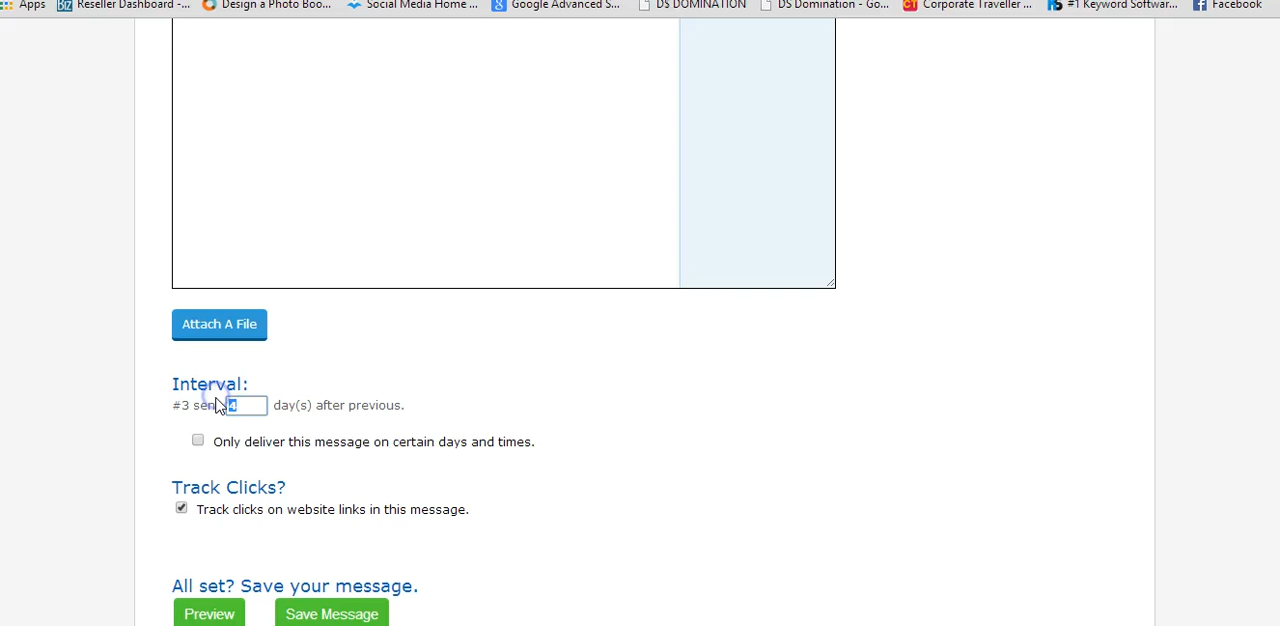 Apps Reseller Dashboard -... Design a Photo Boo... Social Media Home ... Google Advanced S... DS DOMINATION DS Domination - Go... Corporate Traveller ... #1 Keyword Softwar... Facebook
Attach A File
Interval:
#3 sen 4 day(s) after previous.
Only deliver this message on certain days and times.
Track Clicks?
Track clicks on website links in this message.
All set? Save your message.
Preview Save Message